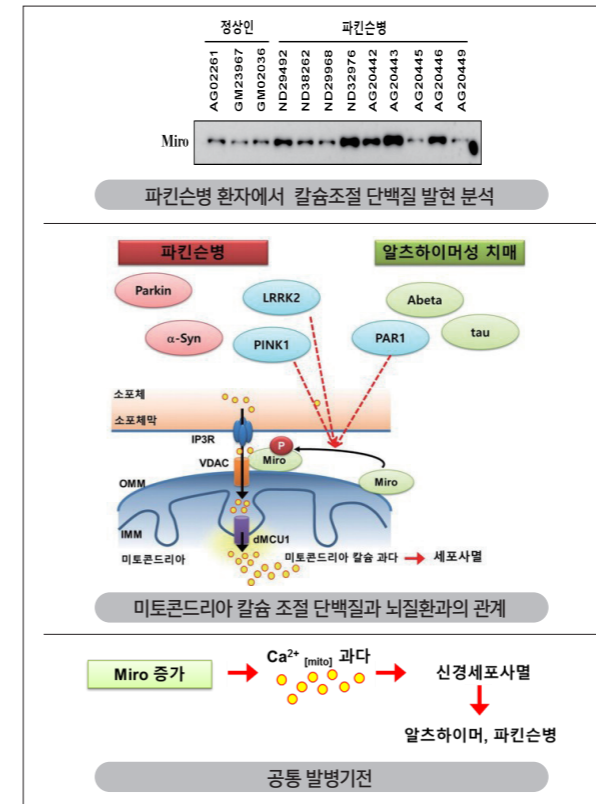 정상인 파킨슨병
AG02261 GM23967 GM02036 ND29492 ND38262 ND29968 ND32976 AG20442 AG20443 AG20445 AG20446 AG20449
Miro
파킨슨병 환자에서 칼슘조절 단백질 발현 분석
파킨슨병 알츠하이머성 치매
Parkin LRRK2 Abeta
α-Syn PINK1 PAR1 tau
소포체
소포체막
IP3R P
VDAC Miro
OMM Miro
IMM dMCU1
미토콘드리아 미토콘드리아 칼슘 과다 → 세포사멸
미토콘드리아 칼슘 조절 단백질과 뇌질환과의 관계
Miro 증가 → Ca²⁺ [mito] 과다 → 신경세포사멸
↓
알츠하이머, 파킨슨병
공통 발병기전